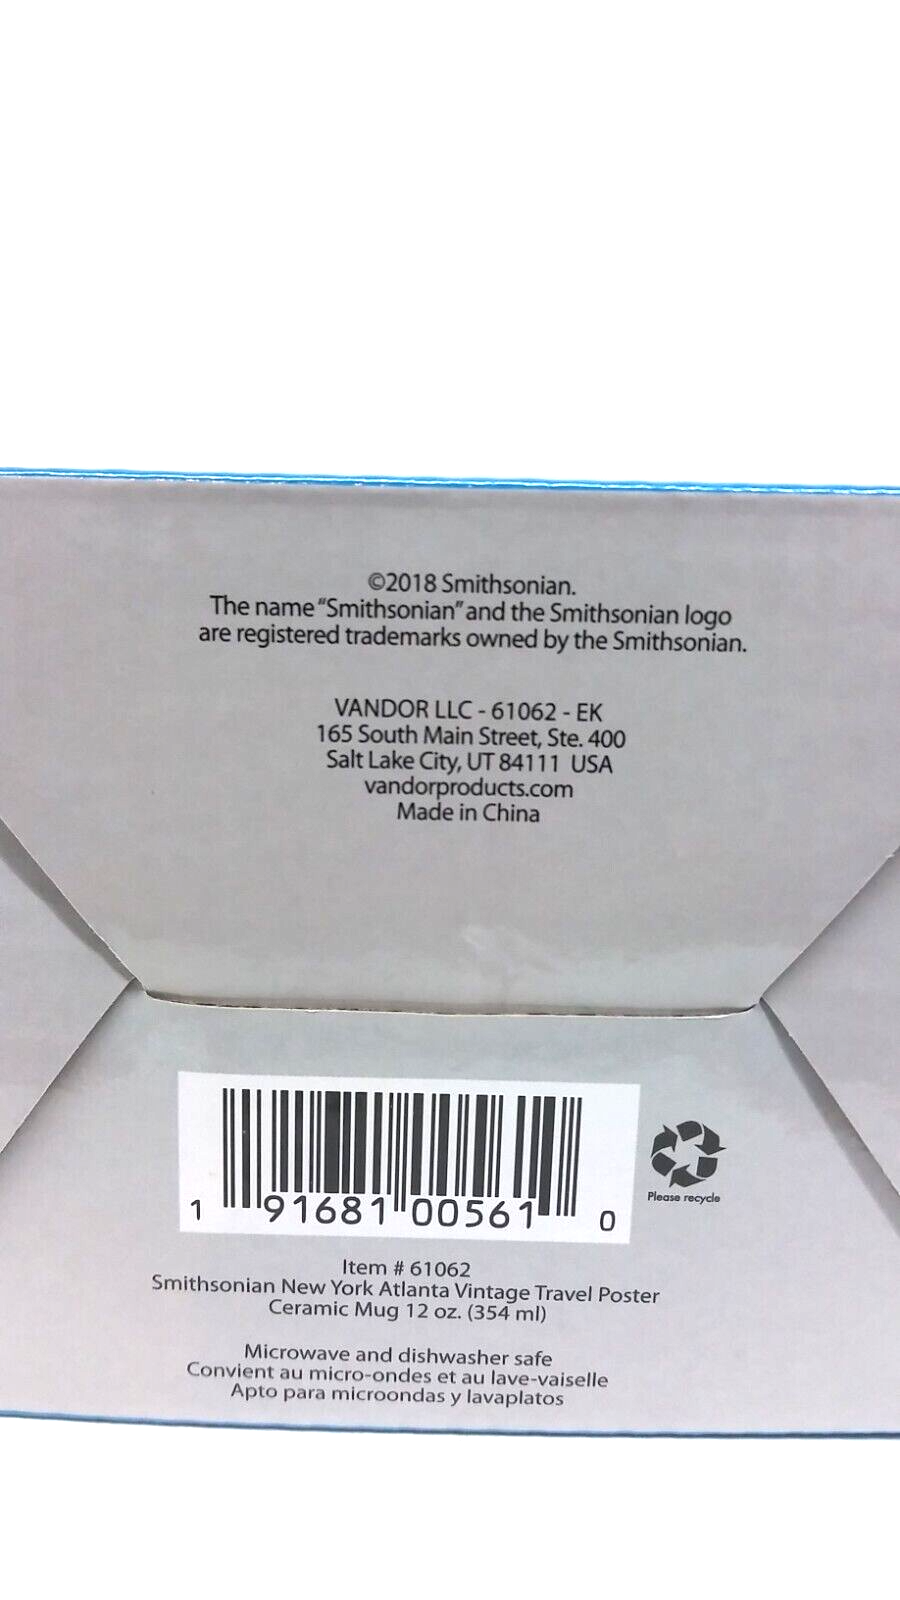 ©2018 Smithsonian.
The name “Smithsonian” and the Smithsonian logo
are registered trademarks owned by the Smithsonian.
VANDOR LLC - 61062 - EK
165 South Main Street, Ste. 400
Salt Lake City, UT 84111 USA
vandorproducts.com
Made in China
1 91681 00561 0
Please recycle
Item # 61062
Smithsonian New York Atlanta Vintage Travel Poster
Ceramic Mug 12 oz. (354 ml)
Microwave and dishwasher safe
Convient au micro-ondes et au lave-vaiselle
Apto para microondas y lavaplatos